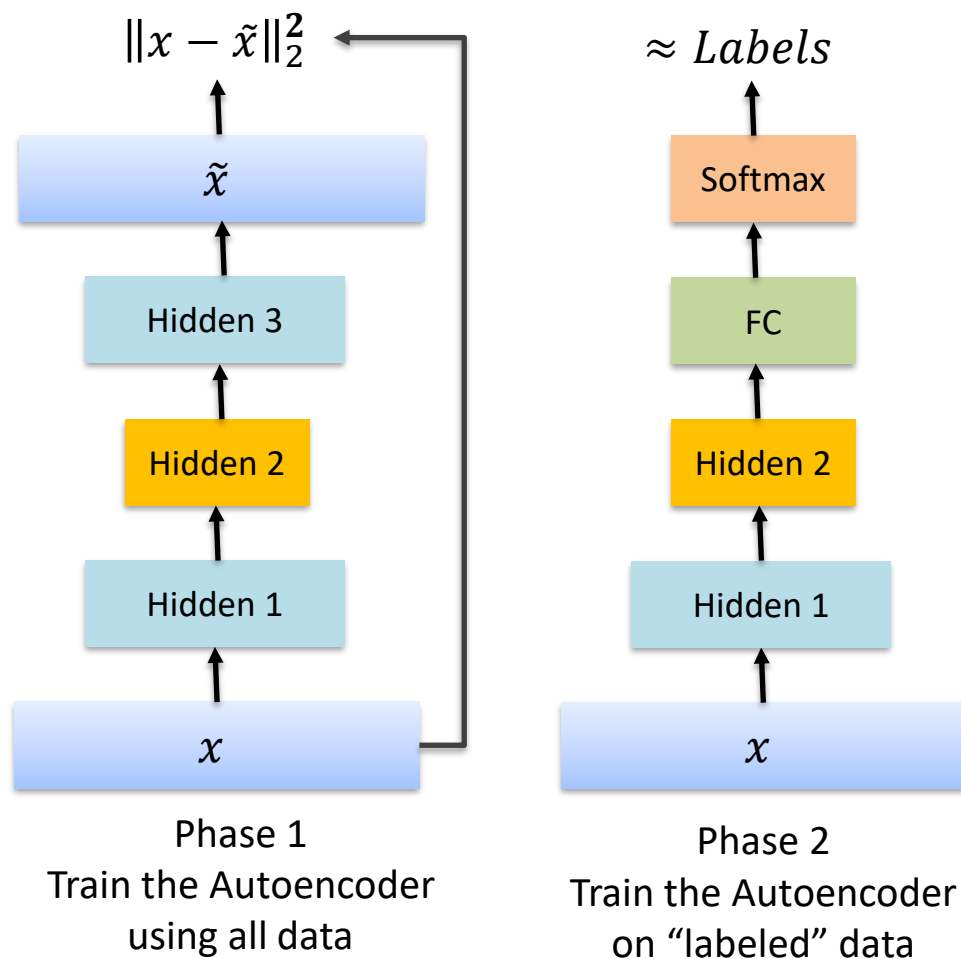 ‖x − x̃‖₂²
x̃
Hidden 3
Hidden 2
Hidden 1
x
Phase 1
Train the Autoencoder
using all data
≈ Labels
Softmax
FC
Hidden 2
Hidden 1
x
Phase 2
Train the Autoencoder
on “labeled” data